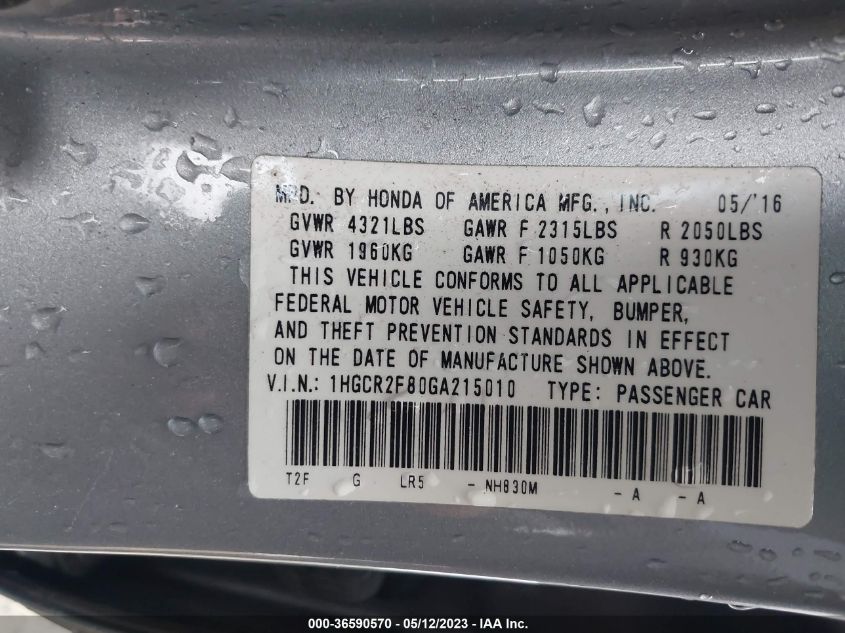 MFD. BY HONDA OF AMERICA MFG., INC. 05/'16
GVWR 4321LBS GAWR F 2315LBS R 2050LBS
GVWR 1960KG GAWR F 1050KG R 930KG
THIS VEHICLE CONFORMS TO ALL APPLICABLE
FEDERAL MOTOR VEHICLE SAFETY, BUMPER,
AND THEFT PREVENTION STANDARDS IN EFFECT
ON THE DATE OF MANUFACTURE SHOWN ABOVE.
V.I.N.: 1HGCR2F80GA215010 TYPE: PASSENGER CAR
T2F G LR5 - NH830M - A - A
000-36590570 - 05/12/2023 - IAA Inc.